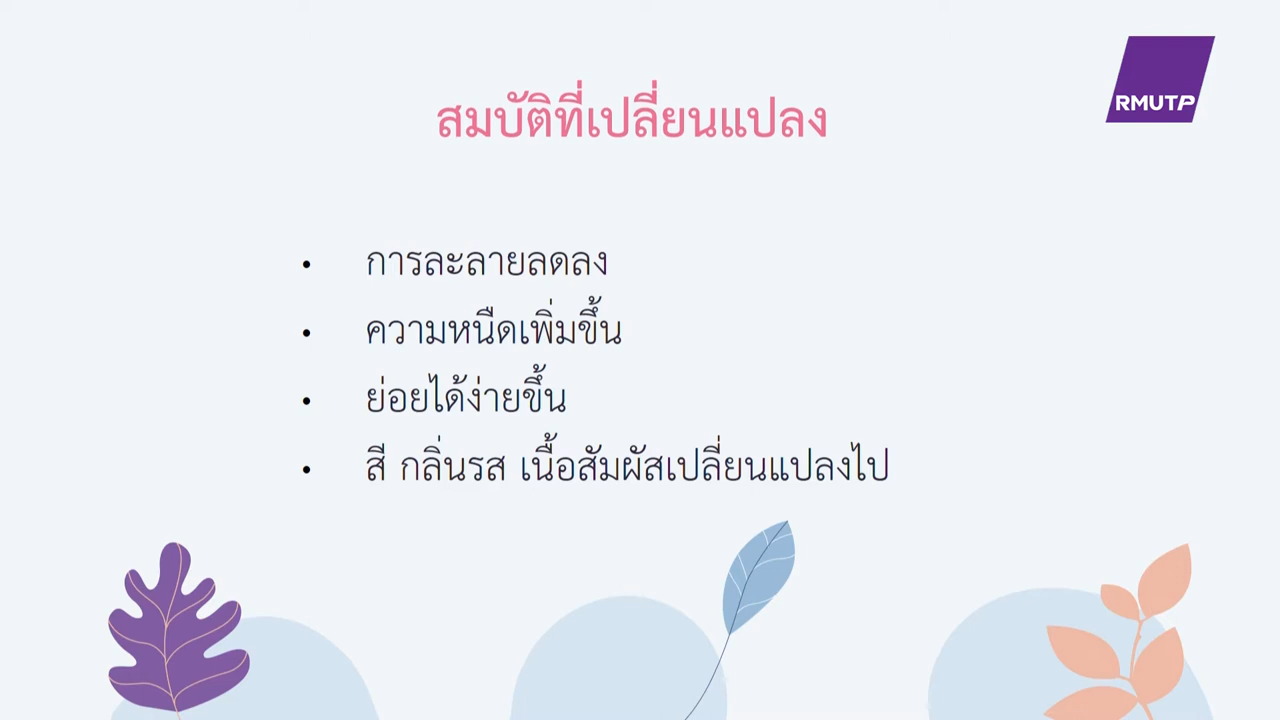 RMUTP
สมบัติที่เปลี่ยนแปลง
• การละลายลดลง
• ความหนืดเพิ่มขึ้น
• ย่อยได้ง่ายขึ้น
• สี กลิ่นรส เนื้อสัมผัสเปลี่ยนแปลงไป